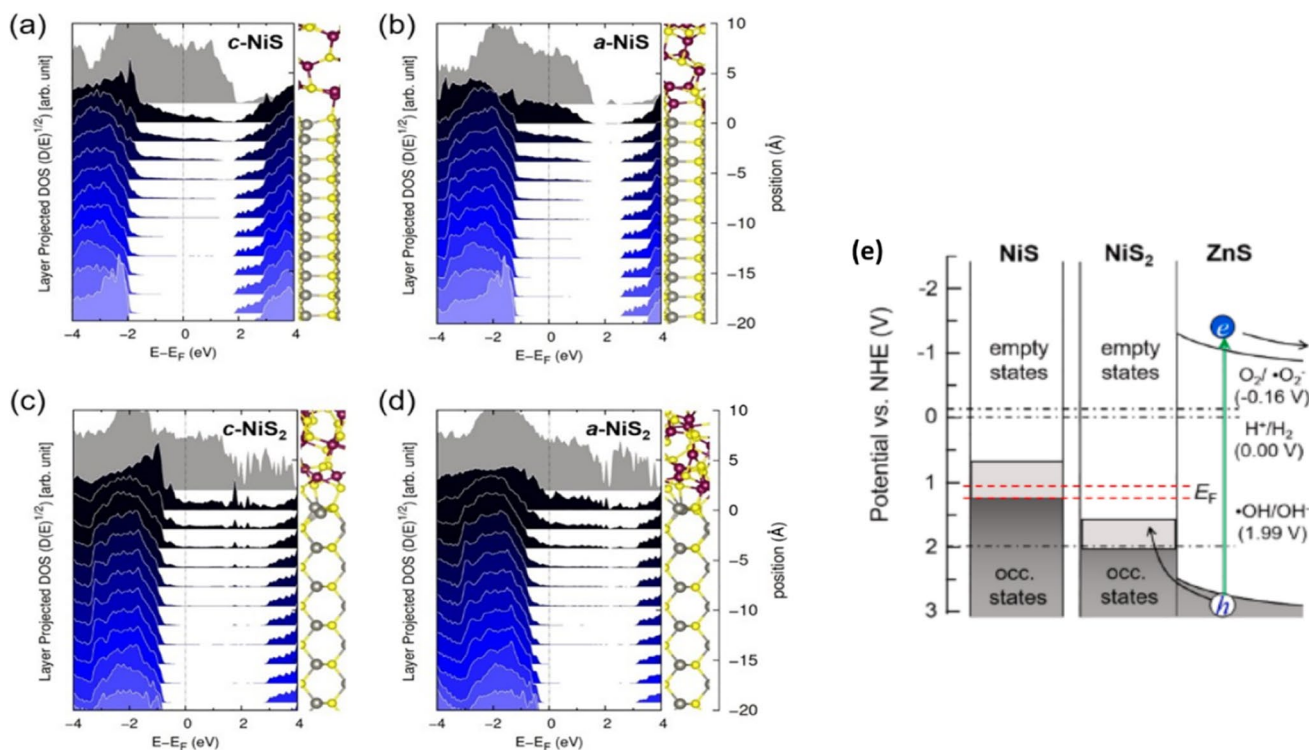 (a)
c-NiS
Layer Projected DOS (D(E)^1/2) [arb. unit]
−4 −2 0 2 4
E−E_F (eV)
(b)
a-NiS
Layer Projected DOS (D(E)^1/2) [arb. unit]
−4 −2 0 2 4
E−E_F (eV)
10
5
0
−5
−10
−15
−20
position (Å)
(c)
c-NiS₂
Layer Projected DOS (D(E)^1/2) [arb. unit]
−4 −2 0 2 4
E−E_F (eV)
(d)
a-NiS₂
Layer Projected DOS (D(E)^1/2) [arb. unit]
−4 −2 0 2 4
E−E_F (eV)
10
5
0
−5
−10
−15
−20
position (Å)
(e)
NiS NiS₂ ZnS
Potential vs. NHE (V)
-2
-1
0
1
2
3
empty
states
empty
states
e
O₂/ •O₂⁻
(-0.16 V)
H⁺/H₂
(0.00 V)
E_F
•OH/OH⁻
(1.99 V)
occ.
states
occ.
states
h